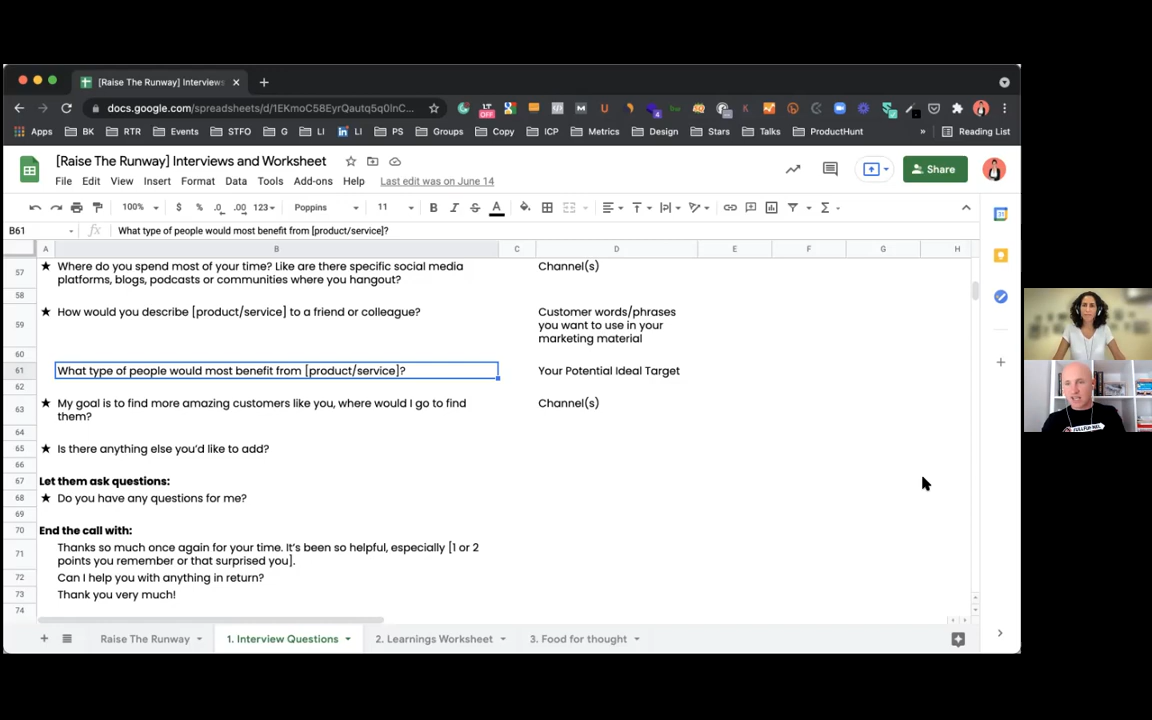 [Raise The Runway] Interviews
docs.google.com/spreadsheets/d/1EKmoC58EyrQautq5q0lnC...
LT
OFF
4
Apps
BK
RTR
Events
STFO
G
LI
LI
PS
Groups
Copy
ICP
Metrics
Design
Stars
Talks
ProductHunt
»
Reading List
[Raise The Runway] Interviews and Worksheet
File Edit View Insert Format Data Tools Add-ons Help Last edit was on June 14
Share
100% $ % .0 .00 123 Poppins 11 B I S A
B61 fx What type of people would most benefit from [product/service]?
A B C D E F G H
57 ★ Where do you spend most of your time? Like are there specific social media Channel(s)
platforms, blogs, podcasts or communities where you hangout?
58
59 ★ How would you describe [product/service] to a friend or colleague? Customer words/phrases
you want to use in your
marketing material
60
61 What type of people would most benefit from [product/service]? Your Potential Ideal Target
62
63 ★ My goal is to find more amazing customers like you, where would I go to find Channel(s)
them?
64
65 ★ Is there anything else you'd like to add?
66
67 Let them ask questions:
68 ★ Do you have any questions for me?
69
70 End the call with:
71 Thanks so much once again for your time. It's been so helpful, especially [1 or 2
points you remember or that surprised you].
72 Can I help you with anything in return?
73 Thank you very much!
74
Raise The Runway 1. Interview Questions 2. Learnings Worksheet 3. Food for thought